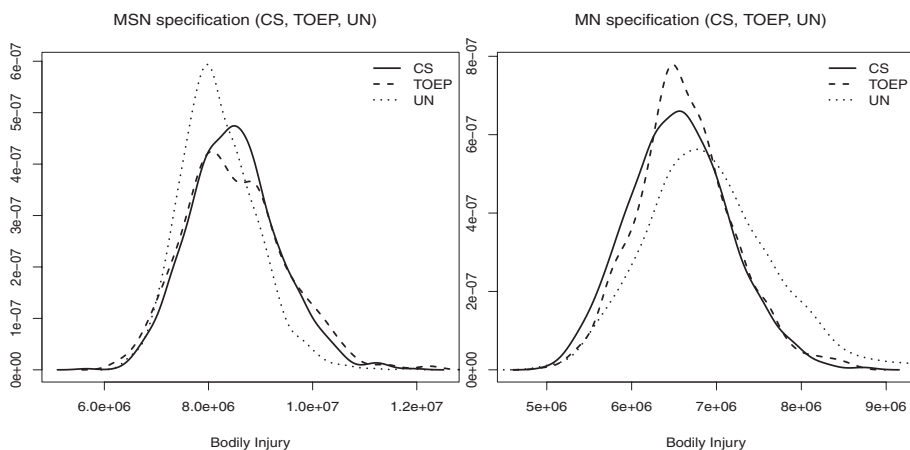 MSN specification (CS, TOEP, UN)
CS
TOEP
UN
0e+00 1e-07 2e-07 3e-07 4e-07 5e-07 6e-07
6.0e+06 8.0e+06 1.0e+07 1.2e+07
Bodily Injury
MN specification (CS, TOEP, UN)
CS
TOEP
UN
0e+00 2e-07 4e-07 6e-07 8e-07
5e+06 6e+06 7e+06 8e+06 9e+06
Bodily Injury